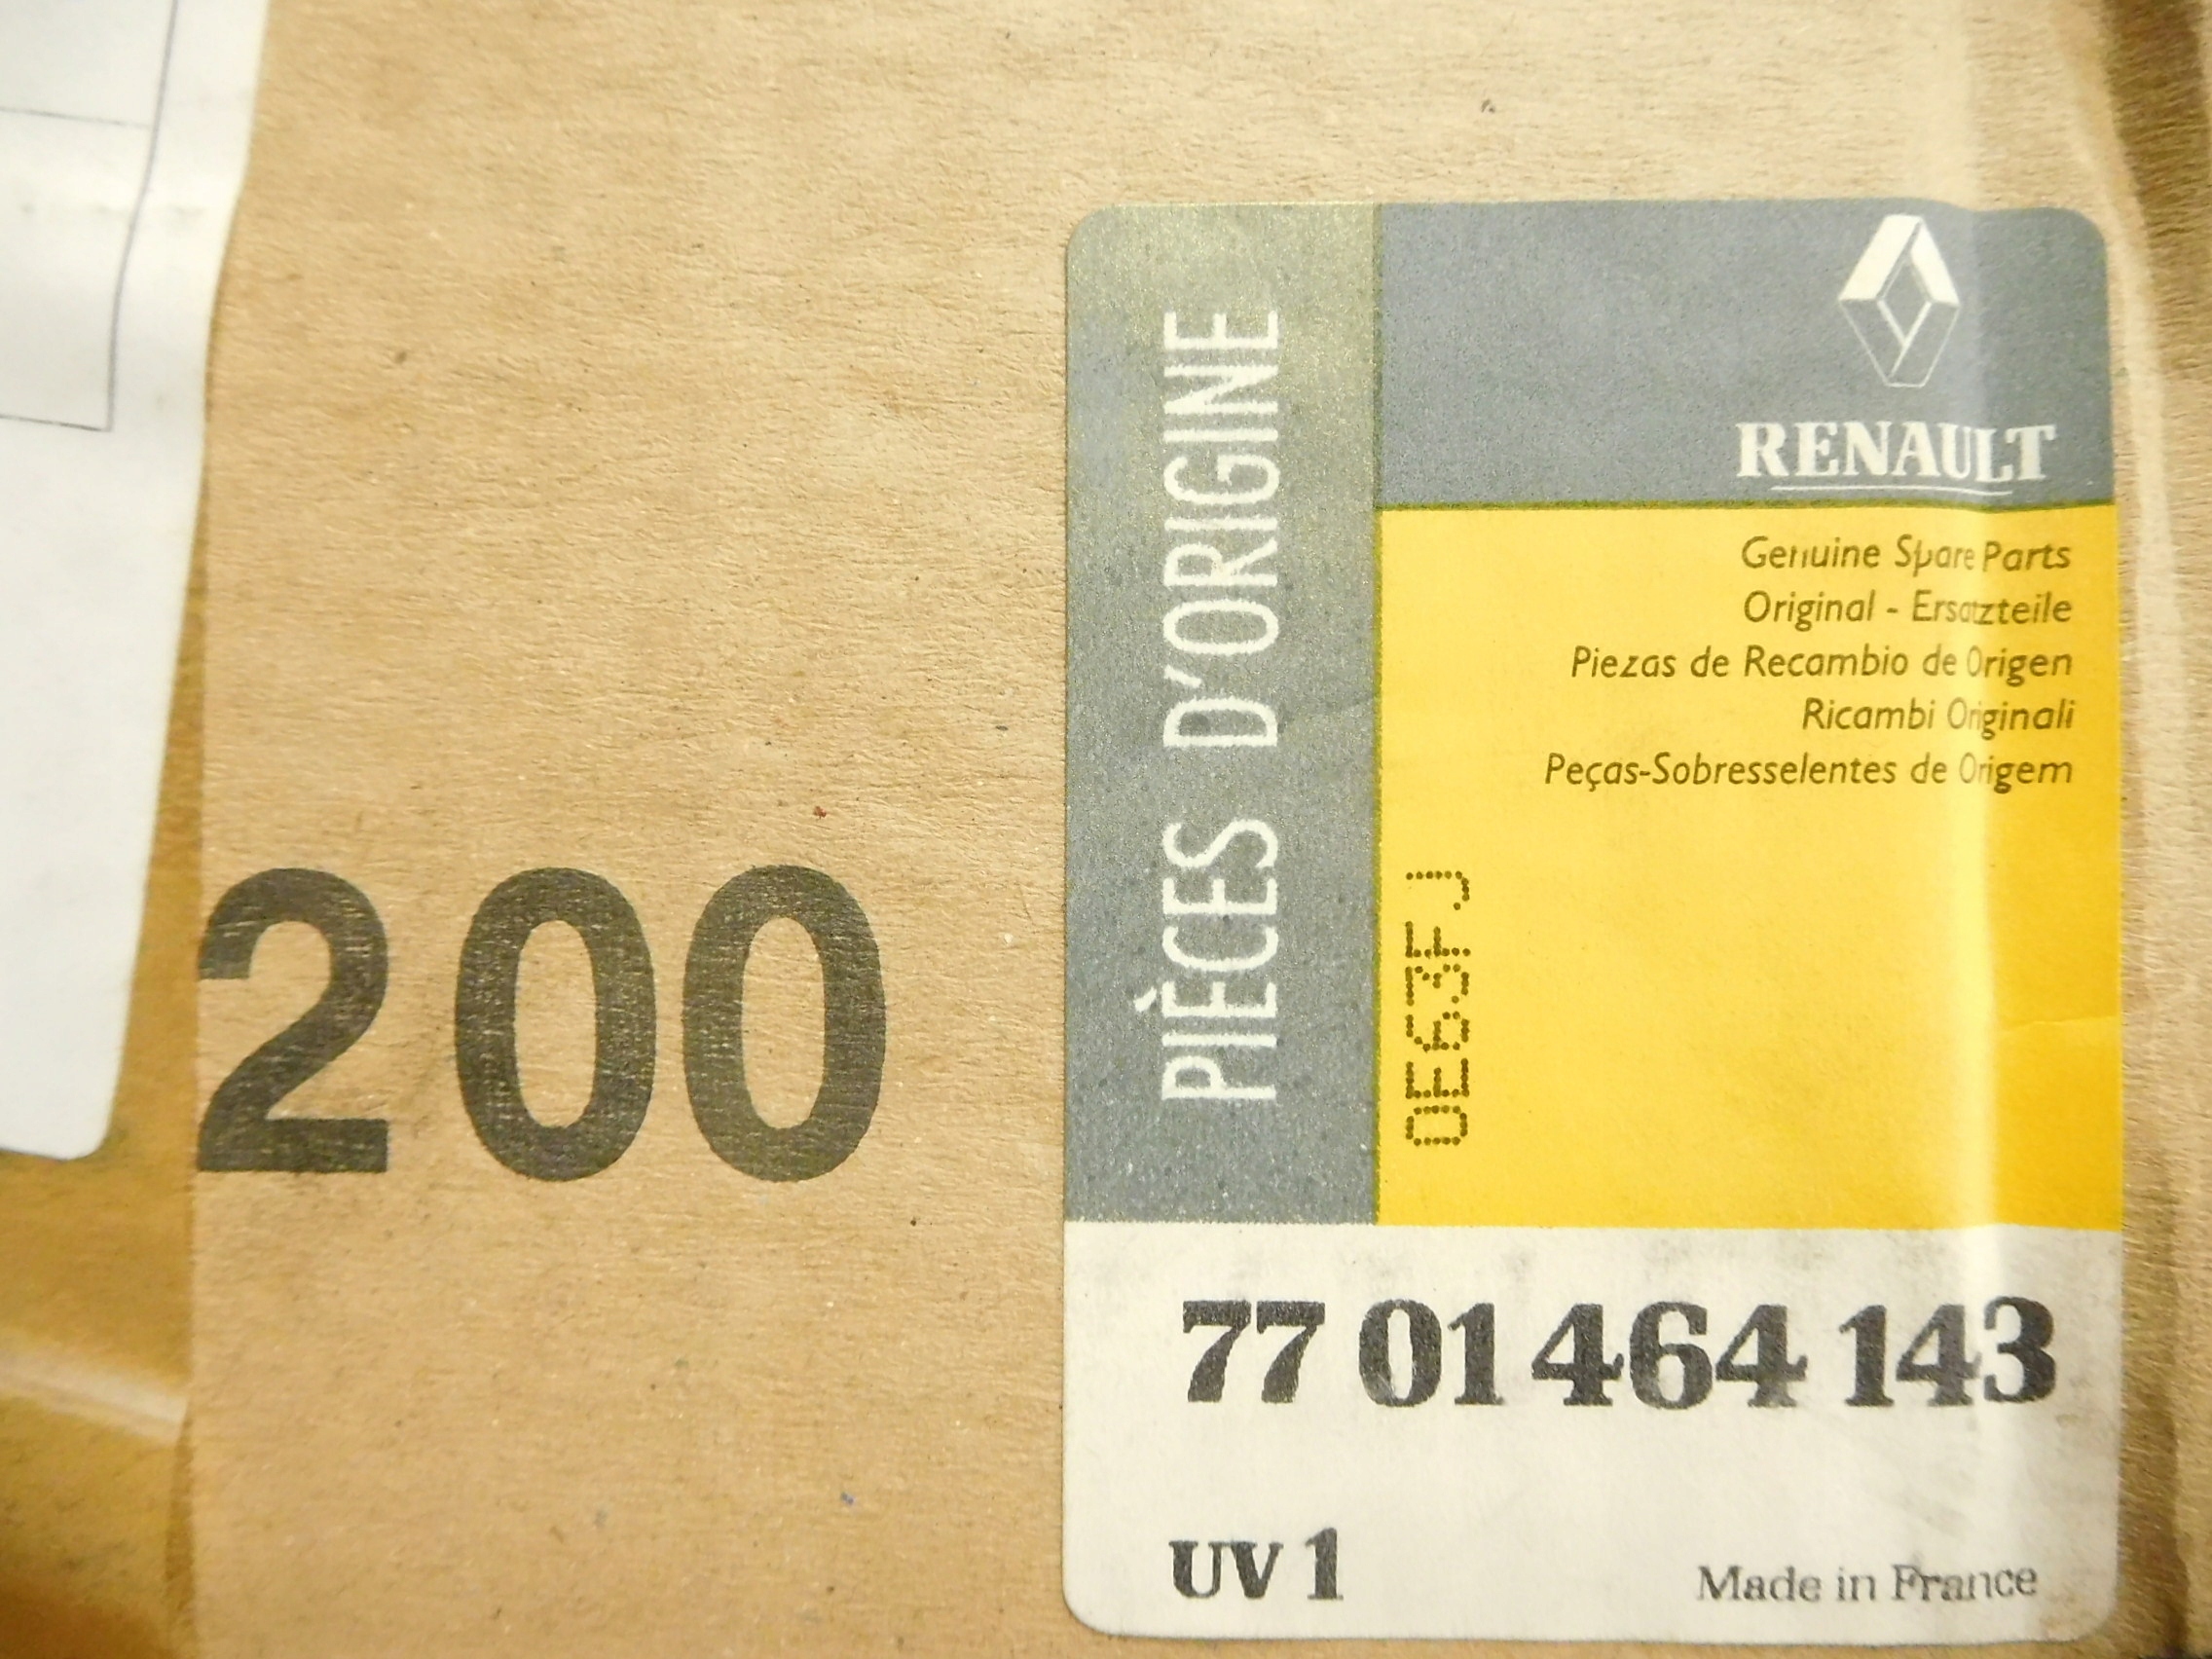 200
PIÈCES D'ORIGINE
RENAULT
Genuine Spare Parts
Original - Ersatzteile
Piezas de Recambio de Origen
Ricambi Originali
Peças-Sobresselentes de Origem
0E63FJ
77 01 464 143
UV 1
Made in France